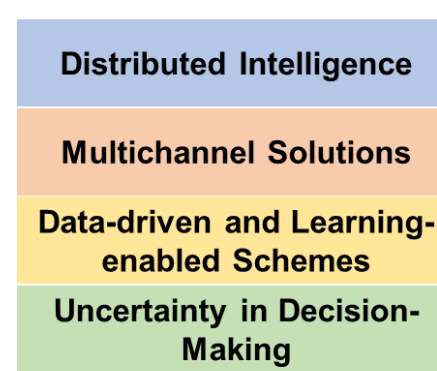 Distributed Intelligence
Multichannel Solutions
Data-driven and Learning-
enabled Schemes
Uncertainty in Decision-
Making